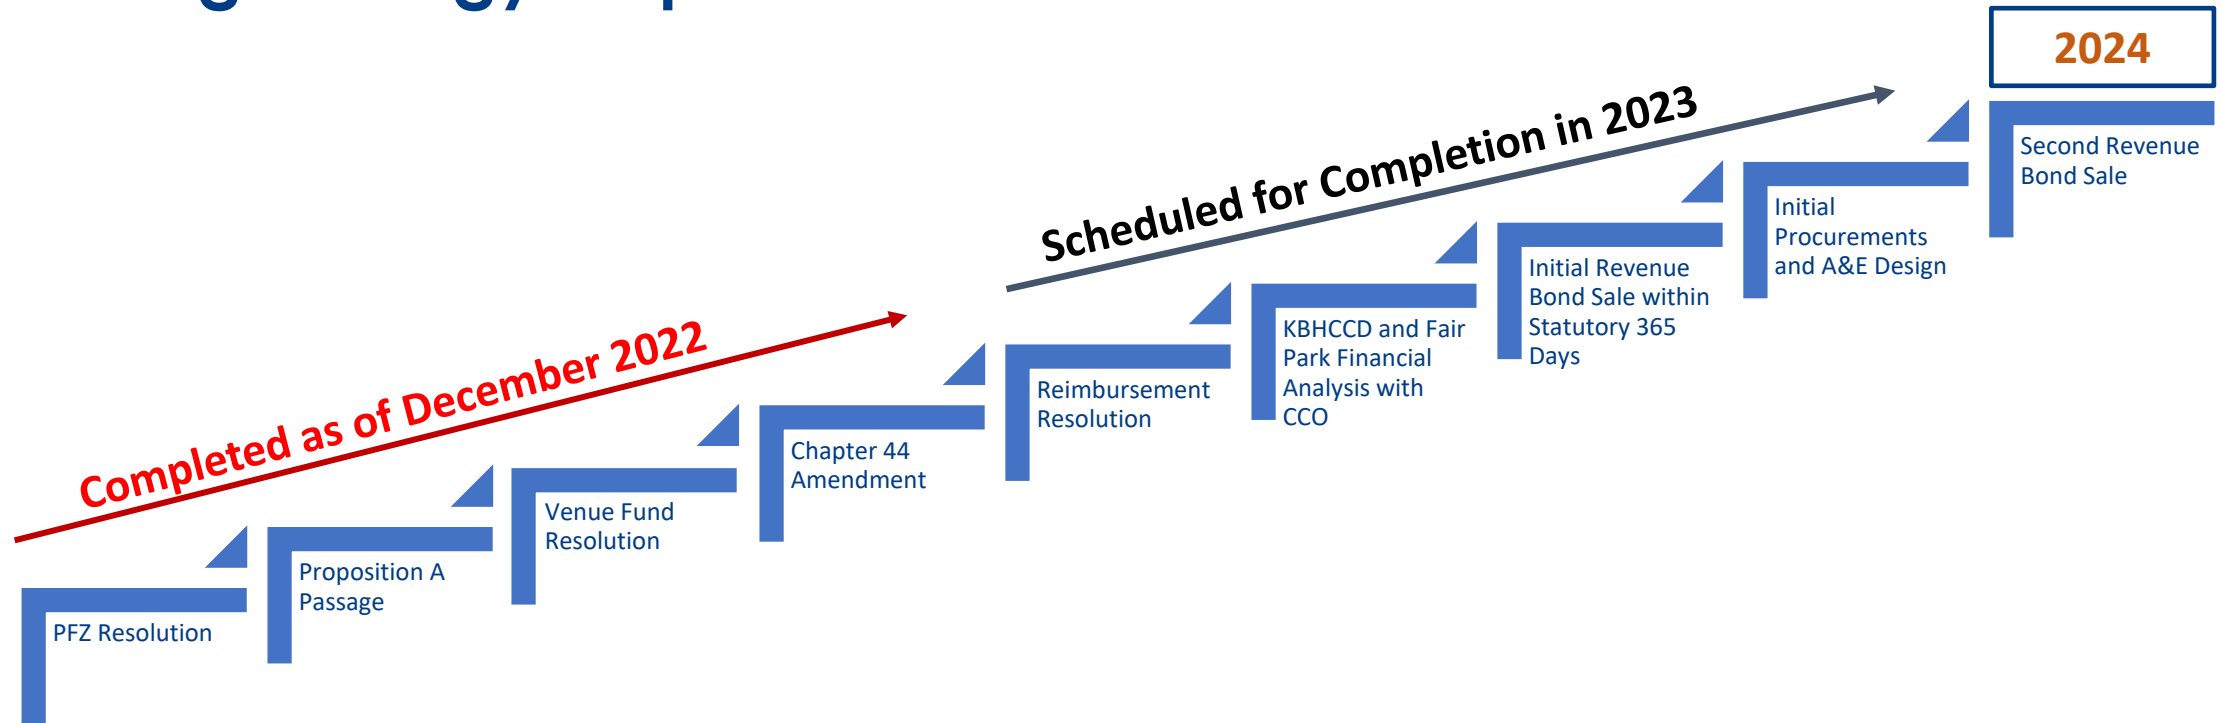 2024
Scheduled for Completion in 2023
Completed as of December 2022
PFZ Resolution
Proposition A
Passage
Venue Fund
Resolution
Chapter 44
Amendment
Reimbursement
Resolution
KBHCCD and Fair
Park Financial
Analysis with
CCO
Initial Revenue
Bond Sale within
Statutory 365
Days
Initial
Procurements
and A&E Design
Second Revenue
Bond Sale